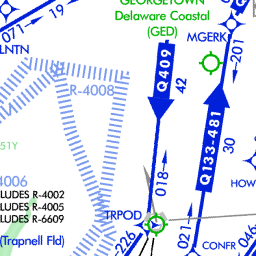 GEORGETOWN
Delaware Coastal
(GED)
MGERK
071
19
LNTN
Q409
42
201
R-4008
Q133-481
30
51Y
018
4006
LUDES R-4002
LUDES R-4005
LUDES R-6609
(Trapnell Fld)
HOW
TRPOD
226
021
CONFR
046